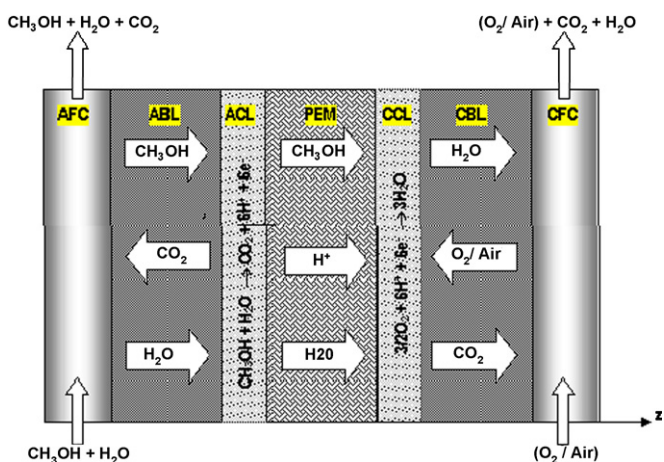 CH₃OH + H₂O + CO₂
(O₂/ Air) + CO₂ + H₂O
AFC
ABL
ACL
PEM
CCL
CBL
CFC
CH₃OH
CH₃OH
H₂O
CO₂
H⁺
O₂/ Air
H₂O
H20
CO₂
CH₃OH + H₂O → CO₂ + 6H⁺ + 6e
3/2O₂ + 6H⁺ + 6e → 3H₂O
z
CH₃OH + H₂O
(O₂/ Air)